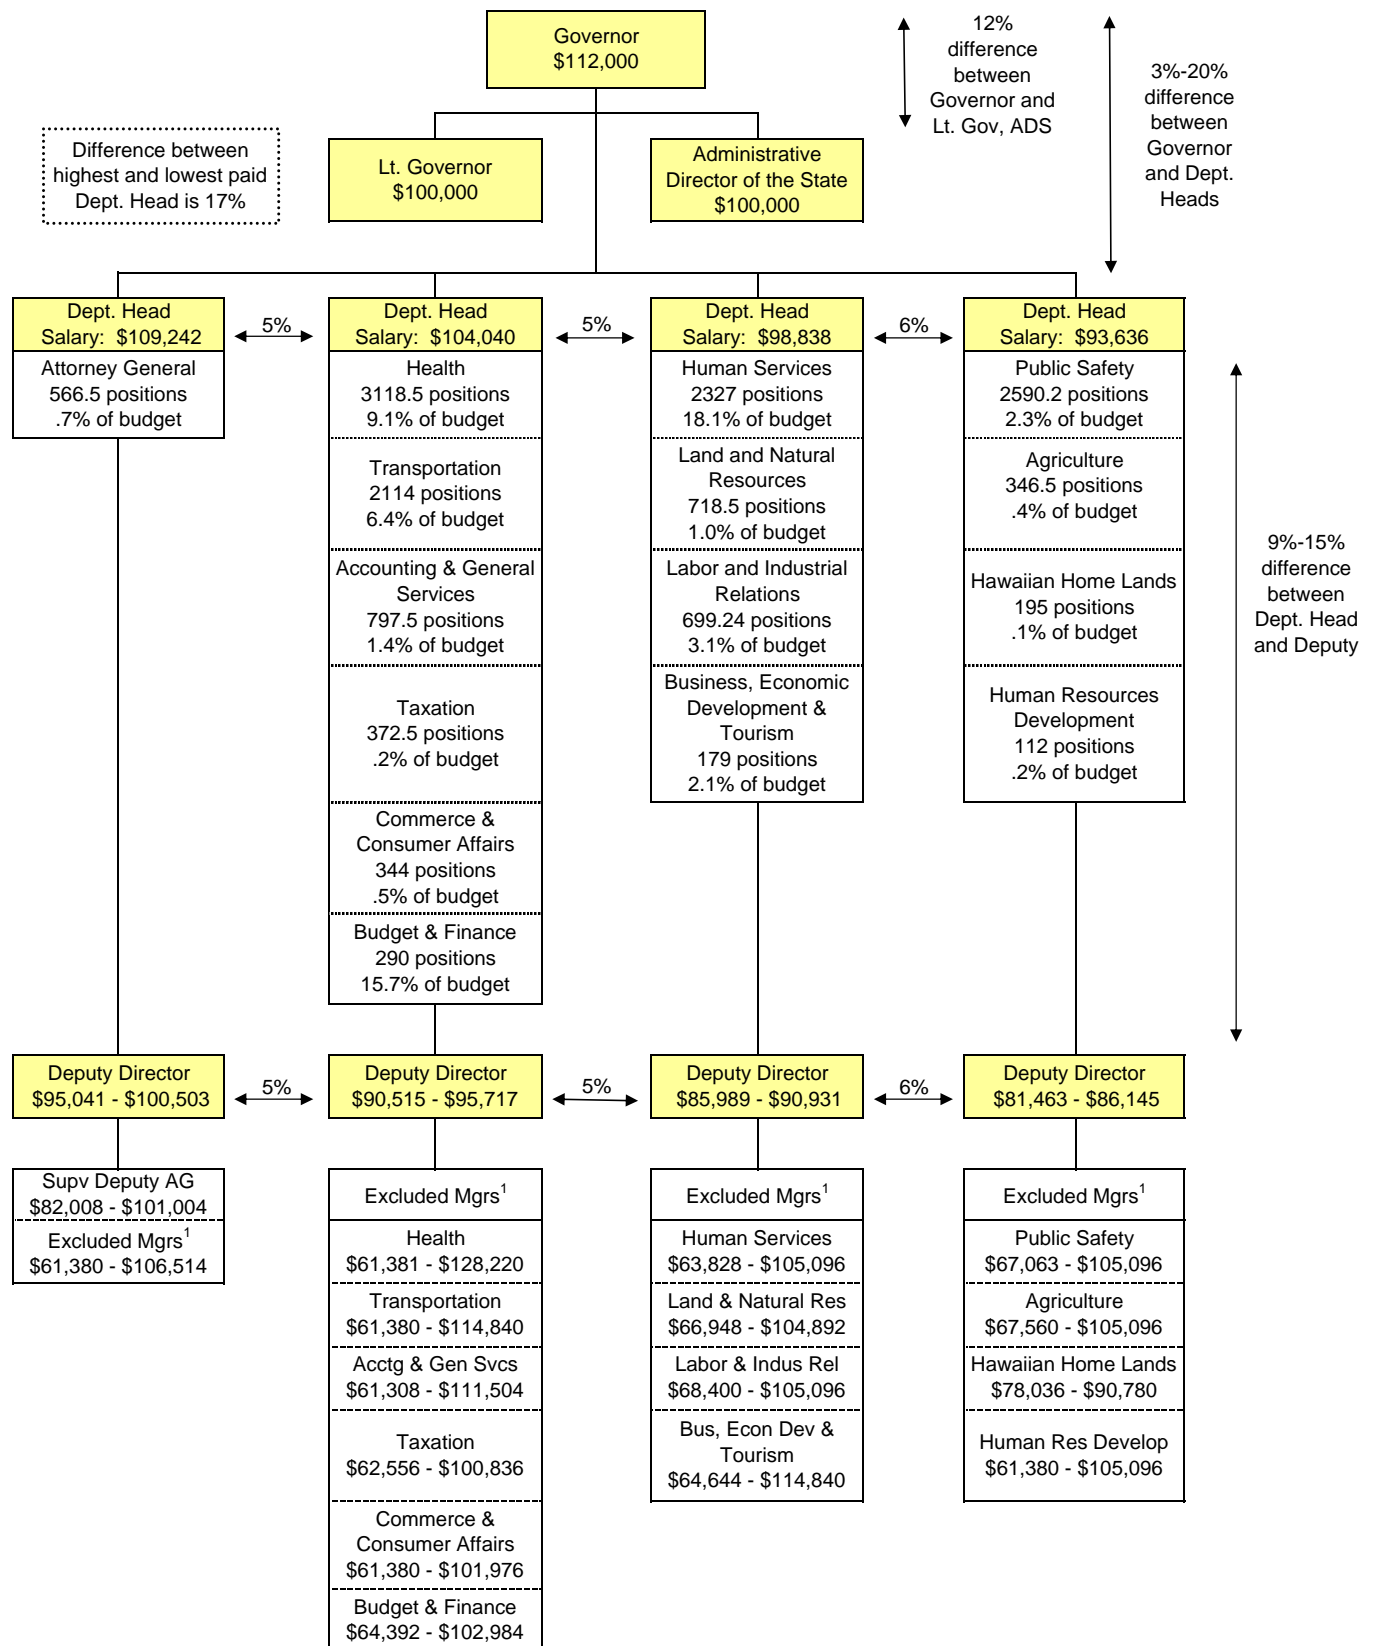 Governor
$112,000
12%
difference
between
Governor and
Lt. Gov, ADS
3%-20%
difference
between
Governor
and Dept.
Heads
Difference between
highest and lowest paid
Dept. Head is 17%
Lt. Governor
$100,000
Administrative
Director of the State
$100,000
Dept. Head
Salary: $109,242
5%
Dept. Head
Salary: $104,040
5%
Dept. Head
Salary: $98,838
6%
Dept. Head
Salary: $93,636
Attorney General
566.5 positions
.7% of budget
Health
3118.5 positions
9.1% of budget
Transportation
2114 positions
6.4% of budget
Accounting & General
Services
797.5 positions
1.4% of budget
Taxation
372.5 positions
.2% of budget
Commerce &
Consumer Affairs
344 positions
.5% of budget
Budget & Finance
290 positions
15.7% of budget
Human Services
2327 positions
18.1% of budget
Land and Natural
Resources
718.5 positions
1.0% of budget
Labor and Industrial
Relations
699.24 positions
3.1% of budget
Business, Economic
Development &
Tourism
179 positions
2.1% of budget
Public Safety
2590.2 positions
2.3% of budget
Agriculture
346.5 positions
.4% of budget
Hawaiian Home Lands
195 positions
.1% of budget
Human Resources
Development
112 positions
.2% of budget
9%-15%
difference
between
Dept. Head
and Deputy
Deputy Director
$95,041 - $100,503
5%
Deputy Director
$90,515 - $95,717
5%
Deputy Director
$85,989 - $90,931
6%
Deputy Director
$81,463 - $86,145
Supv Deputy AG
$82,008 - $101,004
Excluded Mgrs1
$61,380 - $106,514
Excluded Mgrs1
Health
$61,381 - $128,220
Transportation
$61,380 - $114,840
Acctg & Gen Svcs
$61,308 - $111,504
Taxation
$62,556 - $100,836
Commerce &
Consumer Affairs
$61,380 - $101,976
Budget & Finance
$64,392 - $102,984
Excluded Mgrs1
Human Services
$63,828 - $105,096
Land & Natural Res
$66,948 - $104,892
Labor & Indus Rel
$68,400 - $105,096
Bus, Econ Dev &
Tourism
$64,644 - $114,840
Excluded Mgrs1
Public Safety
$67,063 - $105,096
Agriculture
$67,560 - $105,096
Hawaiian Home Lands
$78,036 - $90,780
Human Res Develop
$61,380 - $105,096